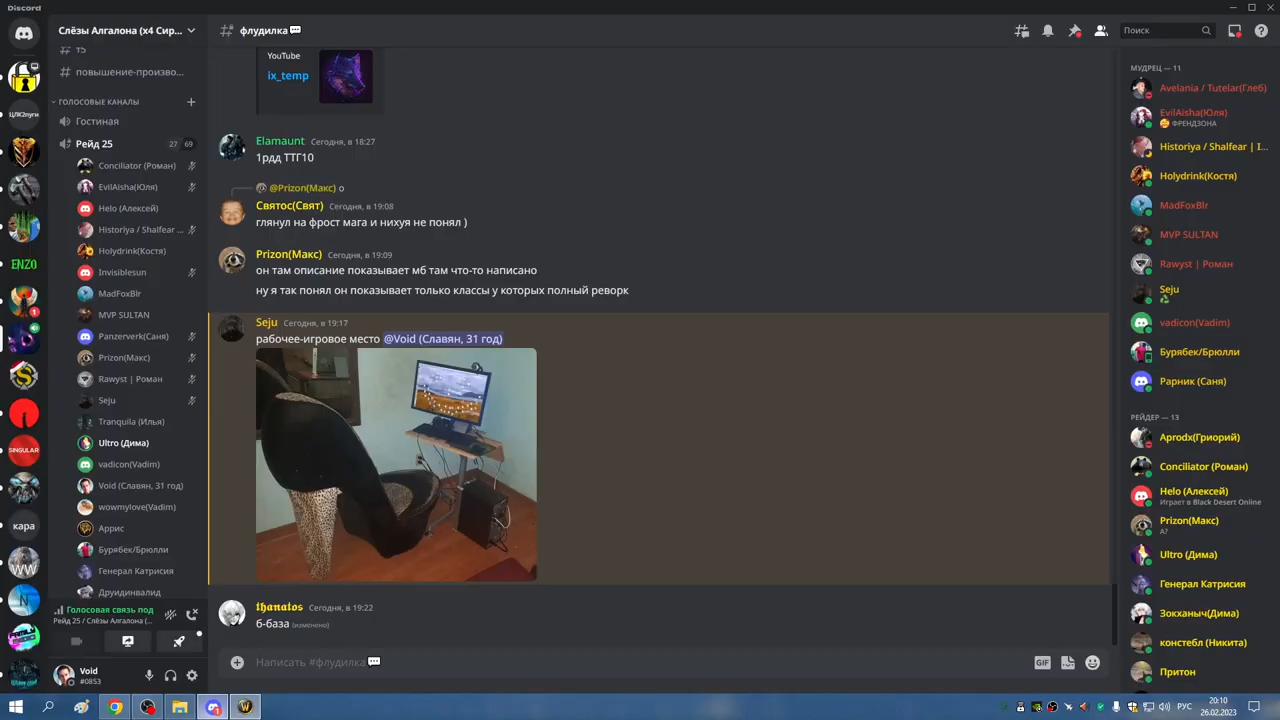 Discord
Слёзы Алгалона (x4 Сир...
флудилка
Поиск
т5
повышение-произво...
ГОЛОСОВЫЕ КАНАЛЫ
Гостиная
Рейд 25
27 69
Conciliator (Роман)
EvilAisha(Юля)
Helo (Алексей)
Historiya / Shalfear ...
Holydrink(Костя)
Invisiblesun
MadFoxBlr
MVP SULTAN
Panzerverk(Саня)
Prizon(Макс)
Rawyst | Роман
Seju
Tranquila (Илья)
Ultro (Дима)
vadicon(Vadim)
Void (Славян, 31 год)
wowmylove(Vadim)
Аррис
Бурябек/Брюлли
Генерал Катрисия
Друидинвалид
Голосовая связь под
Рейд 25 / Слёзы Алгалона (...
Void
#0853
ЦЛК2пуги
ENZO
1
SINGULAR
кара
WW
YouTube
ix_temp
Elamaunt Сегодня, в 18:27
1рдд ТТГ10
@Prizon(Макс) о
Святос(Свят) Сегодня, в 19:08
глянул на фрост мага и нихуя не понял )
Prizon(Макс) Сегодня, в 19:09
он там описание показывает мб там что-то написано
ну я так понял он показывает только классы у которых полный реворк
Seju Сегодня, в 19:17
рабочее-игровое место @Void (Славян, 31 год)
𝖙𝖍𝖆𝖓𝖆𝖙𝖔𝖘 Сегодня, в 19:22
б-база (изменено)
Написать #флудилка
GIF
МУДРЕЦ — 11
Avelania / Tutelar(Глеб)
EvilAisha(Юля)
ФРЕНДЗОНА
Historiya / Shalfear | I...
Holydrink(Костя)
MadFoxBlr
MVP SULTAN
Rawyst | Роман
Seju
vadicon(Vadim)
Бурябек/Брюлли
Рарник (Саня)
РЕЙДЕР — 13
Aprodx(Гриорий)
Conciliator (Роман)
Helo (Алексей)
Играет в Black Desert Online
Prizon(Макс)
А?
Ultro (Дима)
Генерал Катрисия
Зокханыч(Дима)
констебл (Никита)
Притон
РУС
20:10
26.02.2023